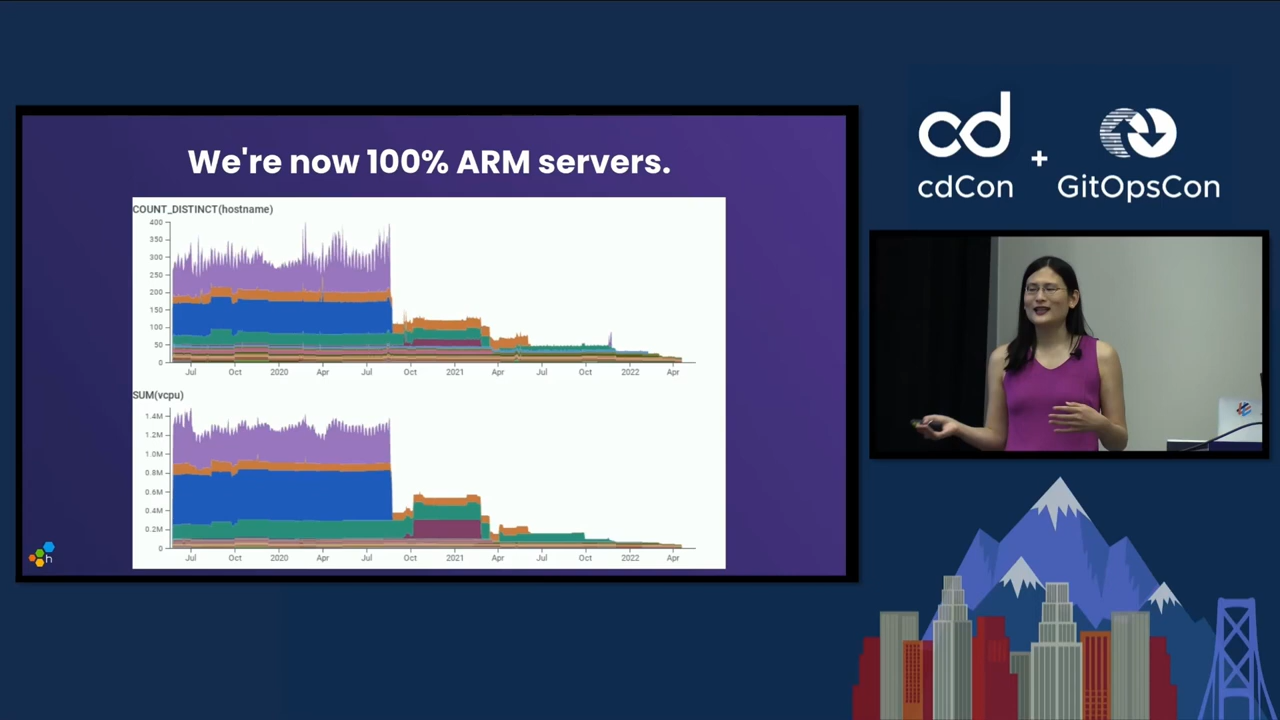 We're now 100% ARM servers.
COUNT_DISTINCT(hostname)
400
350
300
250
200
150
100
50
0
Jul Oct 2020 Apr Jul Oct 2021 Apr Jul Oct 2022 Apr
SUM(vcpu)
1.4M
1.2M
1.0M
0.8M
0.6M
0.4M
0.2M
0
Jul Oct 2020 Apr Jul Oct 2021 Apr Jul Oct 2022 Apr
h
cd + 
cdCon GitOpsCon